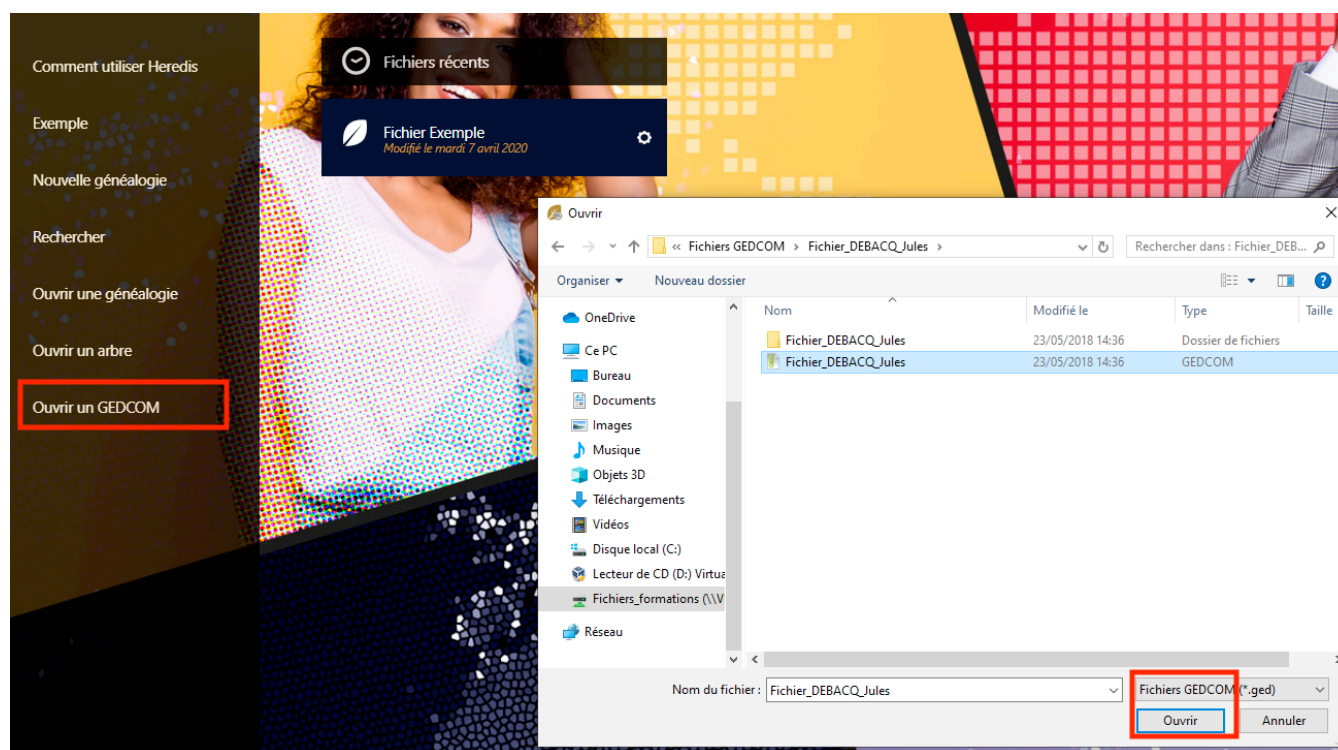 Comment utiliser Heredis
Exemple
Nouvelle généalogie
Rechercher
Ouvrir une généalogie
Ouvrir un arbre
Ouvrir un GEDCOM
Fichiers récents
Fichier Exemple
Modifié le mardi 7 avril 2020
Ouvrir
« Fichiers GEDCOM > Fichier_DEBACQ_Jules >
Rechercher dans : Fichier_DEB...
Organiser
Nouveau dossier
Nom
Modifié le
Type
Taille
Fichier_DEBACQ_Jules 23/05/2018 14:36 Dossier de fichiers
Fichier_DEBACQ_Jules 23/05/2018 14:36 GEDCOM
OneDrive
Ce PC
Bureau
Documents
Images
Musique
Objets 3D
Téléchargements
Vidéos
Disque local (C:)
Lecteur de CD (D:) Virtua
Fichiers_formations (\\V
Réseau
Nom du fichier : Fichier_DEBACQ_Jules
Fichiers GEDCOM (*.ged)
Ouvrir
Annuler